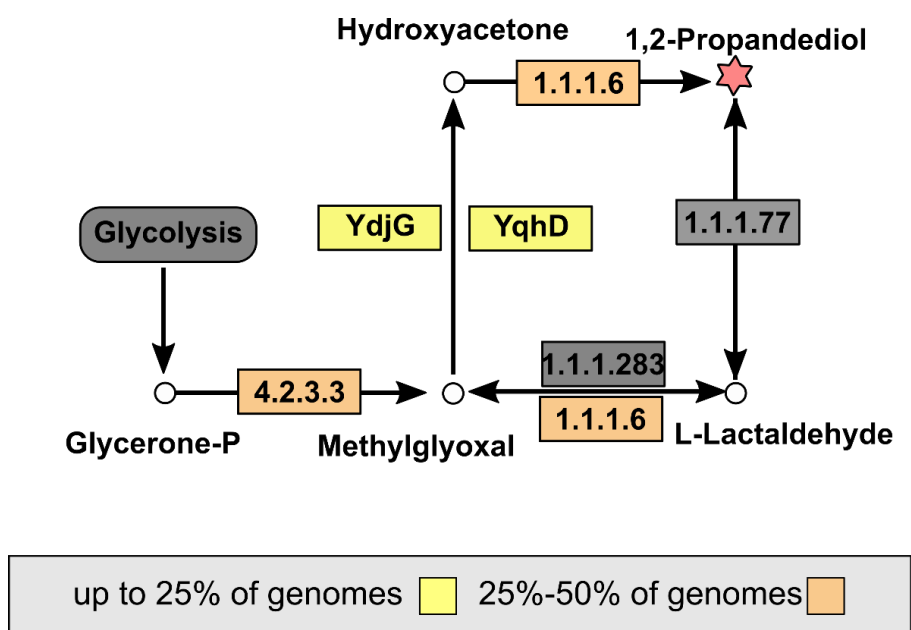 Hydroxyacetone
1,2-Propandediol
1.1.1.6
YdjG
YqhD
1.1.1.77
Glycolysis
1.1.1.283
4.2.3.3
1.1.1.6
Glycerone-P
Methylglyoxal
L-Lactaldehyde
up to 25% of genomes
25%-50% of genomes